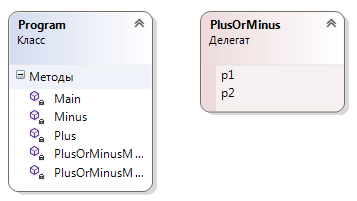 Program
Класс
Методы
Main
Minus
Plus
PlusOrMinusM ...
PlusOrMinusM ...
PlusOrMinus
Делегат
p1
p2